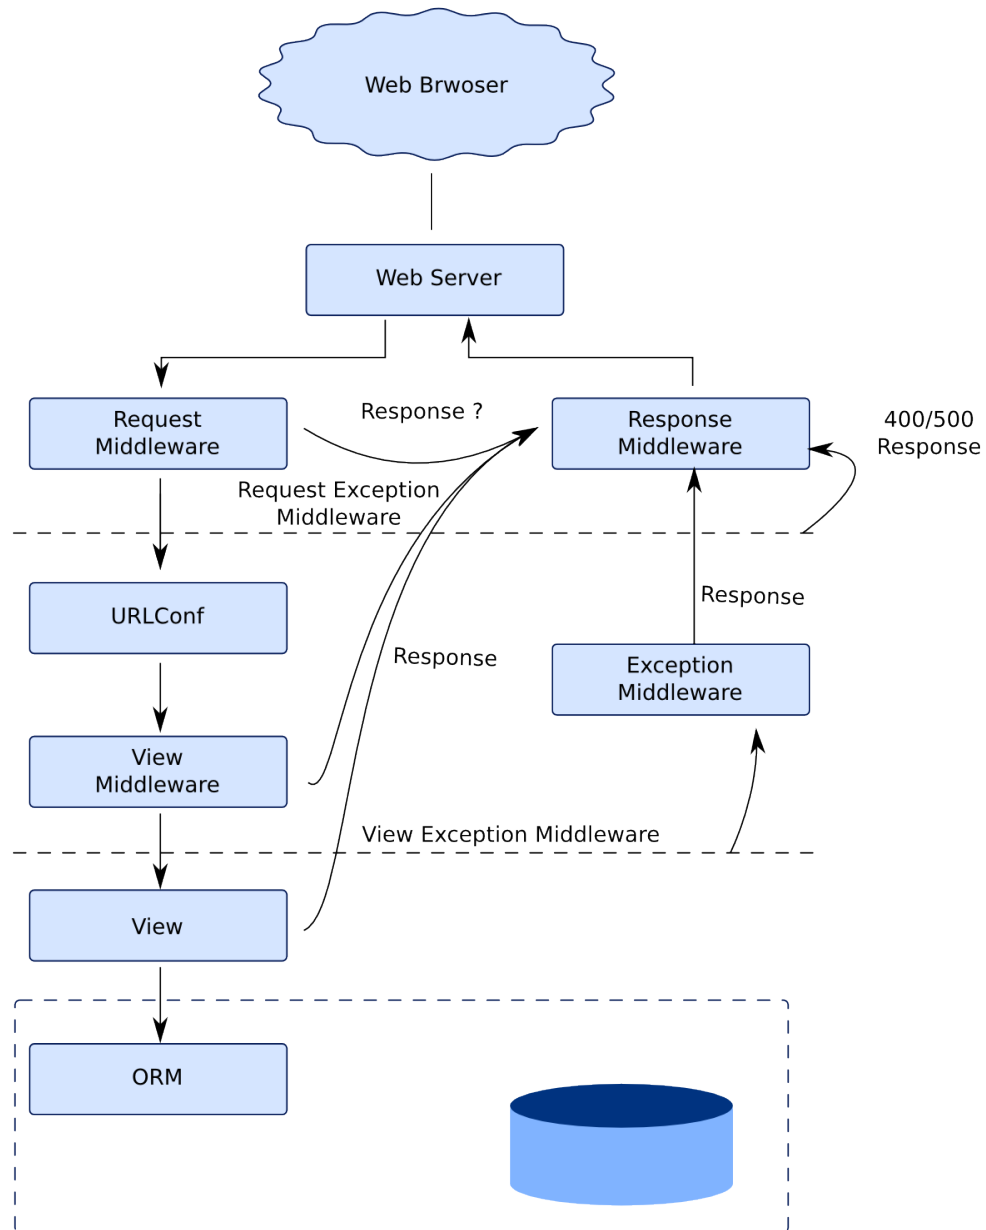 Web Brwoser
Web Server
Request
Middleware
Response ?
Response
Middleware
400/500
Response
Request Exception
Middleware
URLConf
Response
Response
Exception
Middleware
View
Middleware
View Exception Middleware
View
ORM